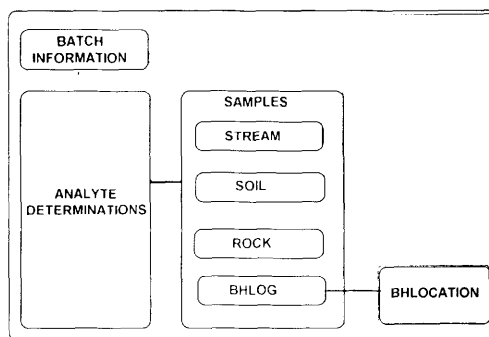 BATCH
INFORMATION
SAMPLES
STREAM
SOIL
ANALYTE
DETERMINATIONS
ROCK
BHLOG
BHLOCATION